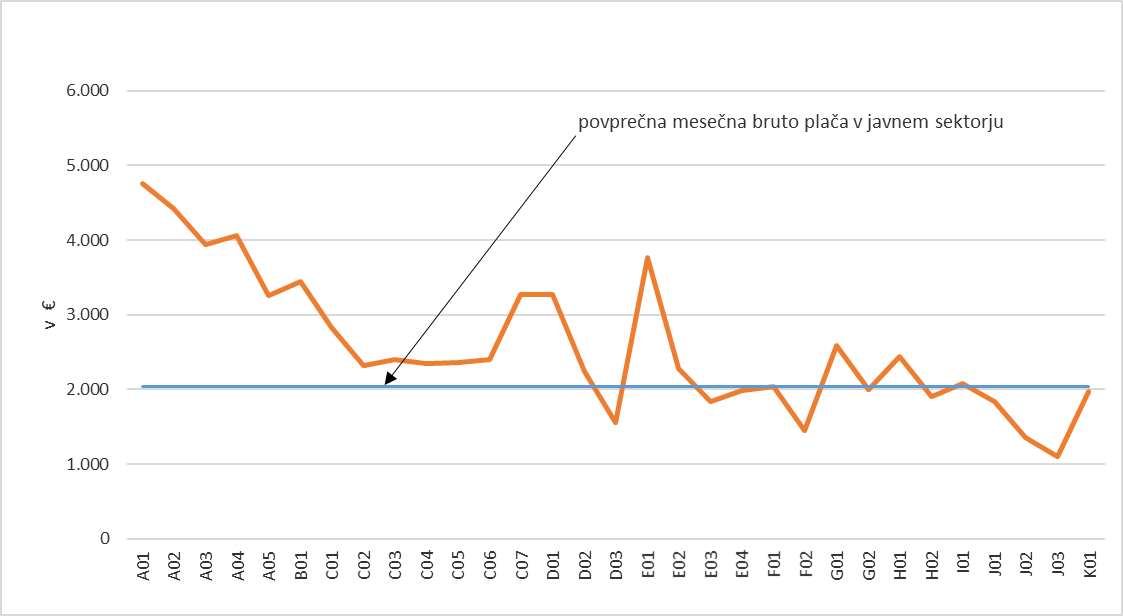 6.000
povprečna mesečna bruto plača v javnem sektorju
5.000
4.000
3.000
v €
2.000
1.000
0
A01 A02 A03 A04 A05 B01 C01 C02 C03 C04 C05 C06 C07 D01 D02 D03 E01 E02 E03 E04 F01 F02 G01 G02 H01 H02 I01 J01 J02 J03 K01